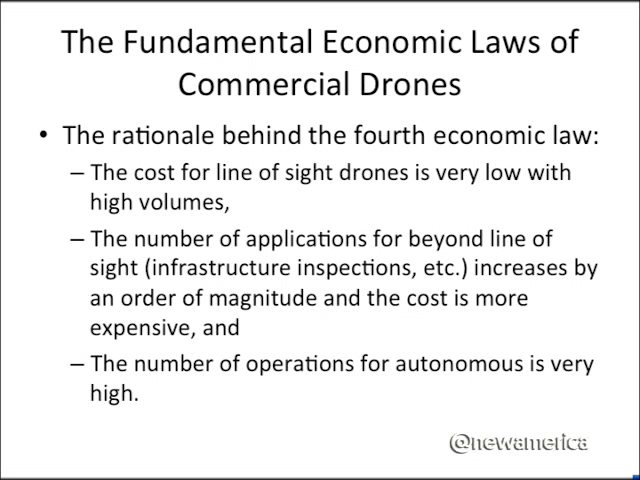 The Fundamental Economic Laws of
Commercial Drones
• The rationale behind the fourth economic law:
– The cost for line of sight drones is very low with
high volumes,
– The number of applications for beyond line of
sight (infrastructure inspections, etc.) increases by
an order of magnitude and the cost is more
expensive, and
– The number of operations for autonomous is very
high.
@newamerica